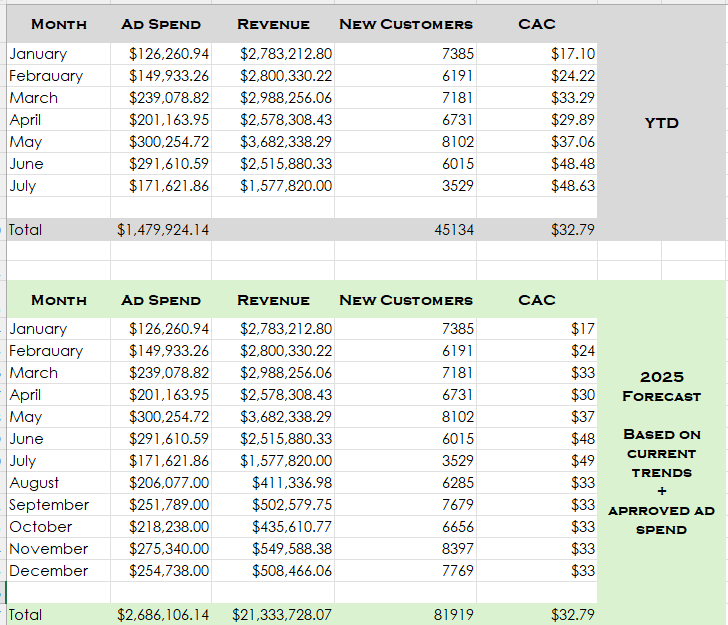 Month Ad Spend Revenue New Customers CAC
January $126,260.94 $2,783,212.80 7385 $17.10
Febrauary $149,933.26 $2,800,330.22 6191 $24.22
March $239,078.82 $2,988,256.06 7181 $33.29
April $201,163.95 $2,578,308.43 6731 $29.89
May $300,254.72 $3,682,338.29 8102 $37.06
June $291,610.59 $2,515,880.33 6015 $48.48
July $171,621.86 $1,577,820.00 3529 $48.63
YTD
Total $1,479,924.14 45134 $32.79
Month Ad Spend Revenue New Customers CAC
January $126,260.94 $2,783,212.80 7385 $17
Febrauary $149,933.26 $2,800,330.22 6191 $24
March $239,078.82 $2,988,256.06 7181 $33
April $201,163.95 $2,578,308.43 6731 $30
May $300,254.72 $3,682,338.29 8102 $37
June $291,610.59 $2,515,880.33 6015 $48
July $171,621.86 $1,577,820.00 3529 $49
August $206,077.00 $411,336.98 6285 $33
September $251,789.00 $502,579.75 7679 $33
October $218,238.00 $435,610.77 6656 $33
November $275,340.00 $549,588.38 8397 $33
December $254,738.00 $508,466.06 7769 $33
2025
Forecast
Based on
current
trends
+
aprroved ad
spend
Total $2,686,106.14 $21,333,728.07 81919 $32.79